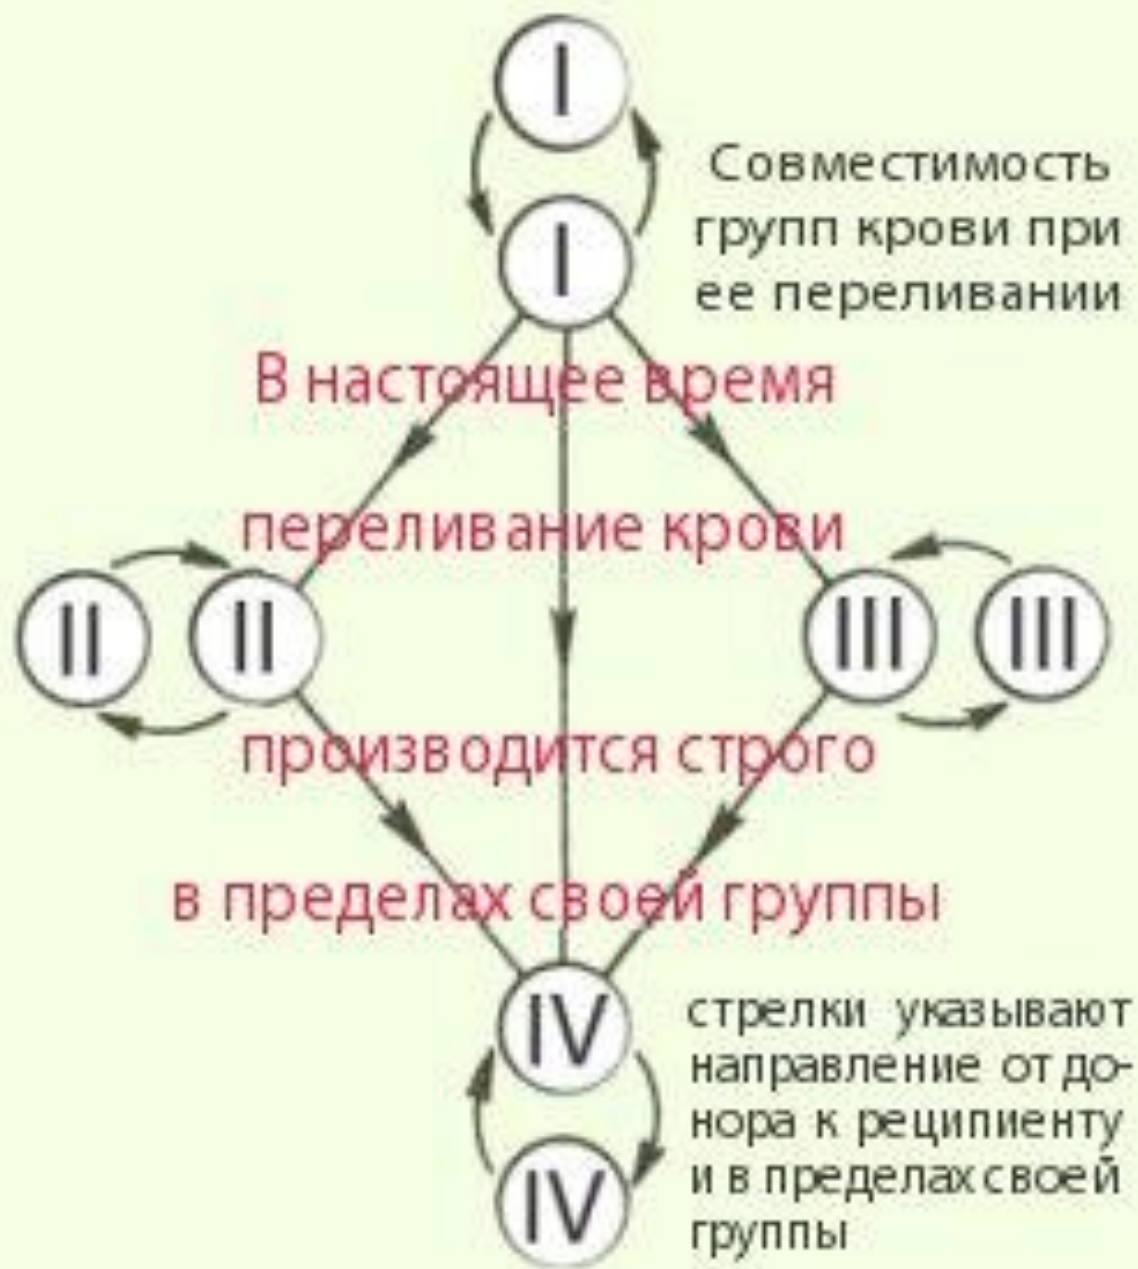 I
I
Совместимость
групп крови при
ее переливании
В настоящее время
переливание крови
II II III III
производится строго
в пределах своей группы
IV
стрелки указывают
направление от до-
нора к реципиенту
и в пределах своей
группы
IV